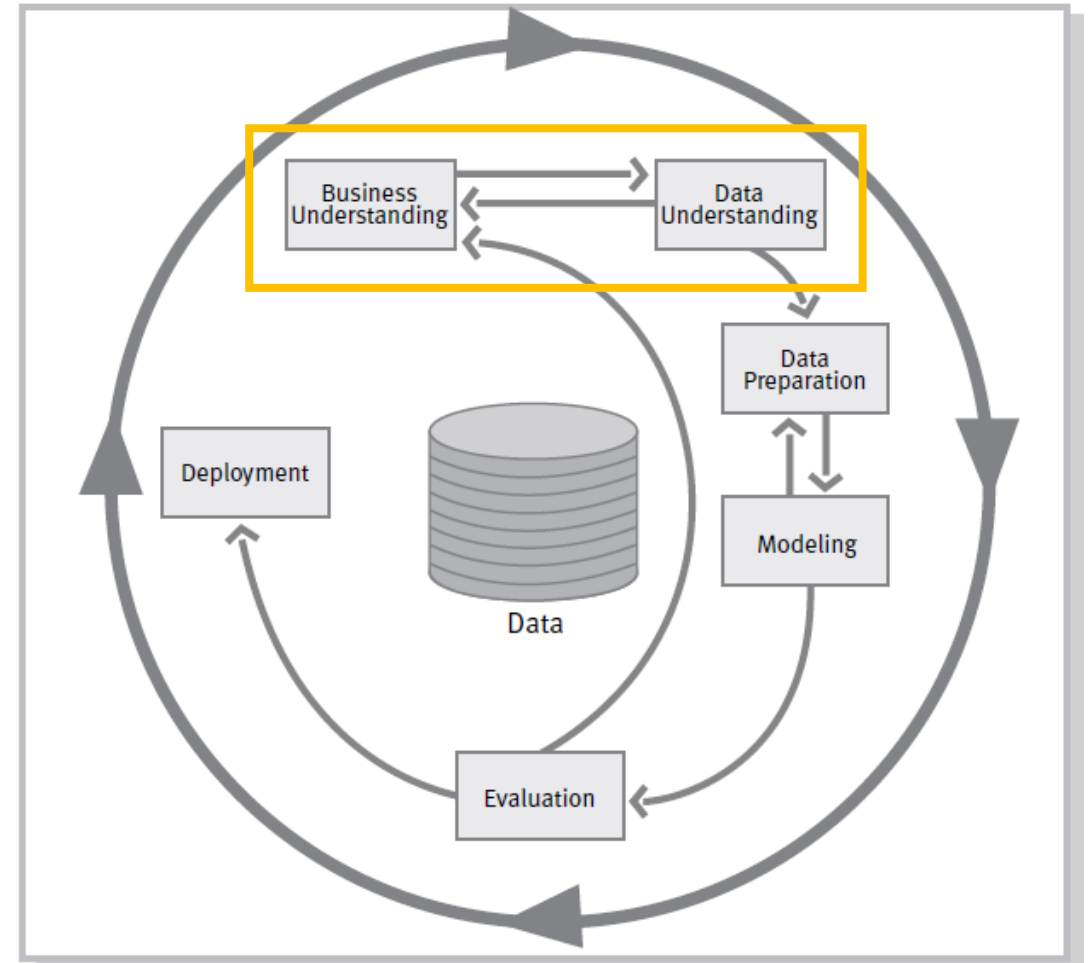 Business
Understanding
Data
Understanding
Data
Preparation
Deployment
Modeling
Data
Evaluation